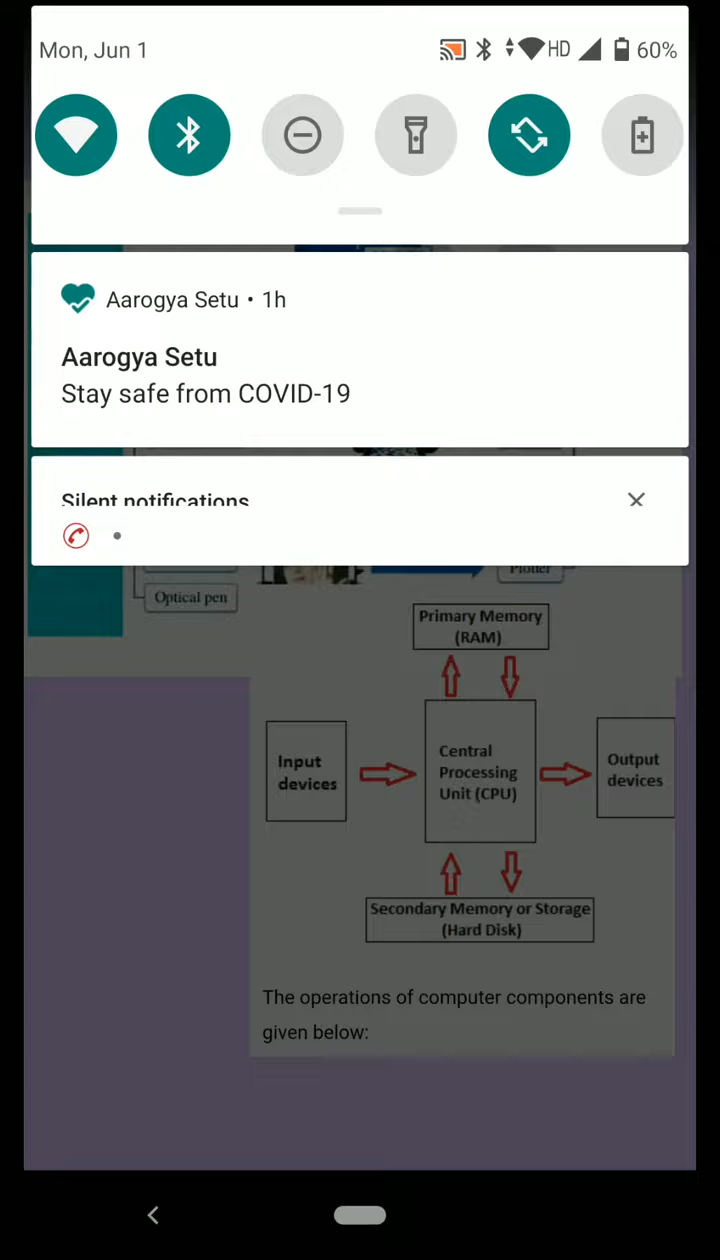 Mon, Jun 1
HD
60%
Aarogya Setu • 1h
Aarogya Setu
Stay safe from COVID-19
Silent notifications
Plotter
Optical pen
Primary Memory
(RAM)
Input
devices
Central
Processing
Unit (CPU)
Output
devices
Secondary Memory or Storage
(Hard Disk)
The operations of computer components are
given below: